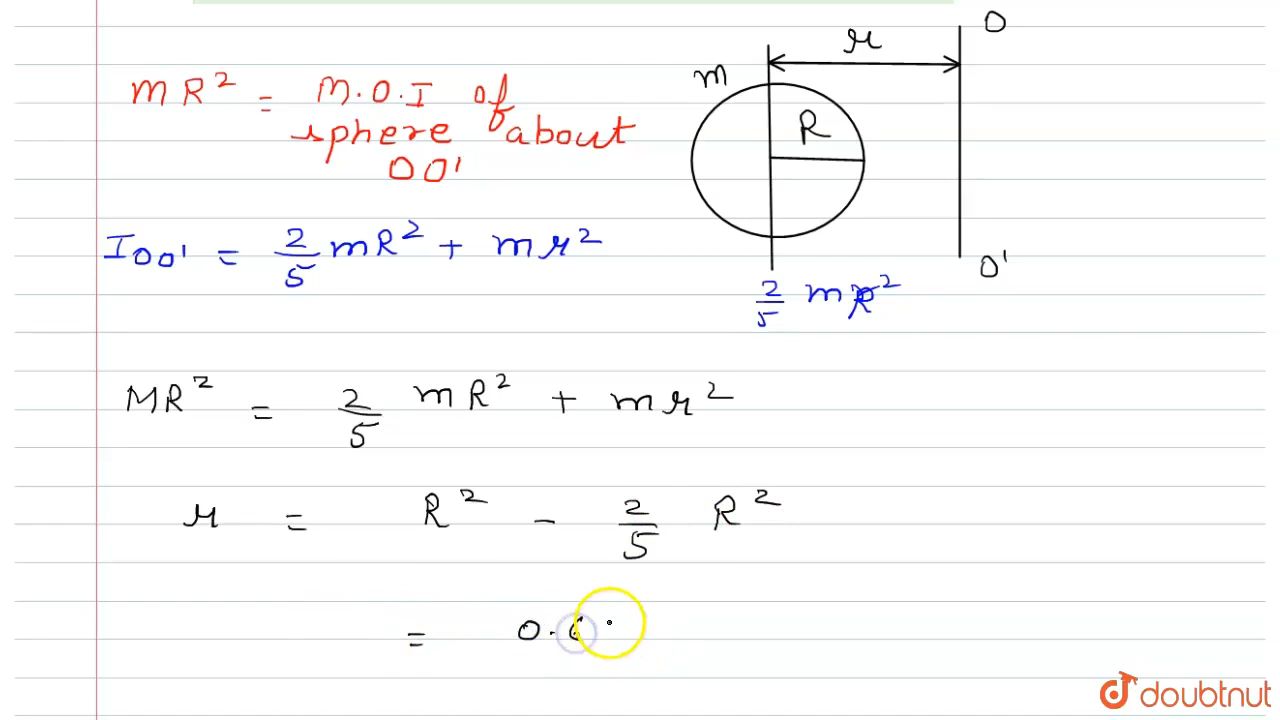 O
r
m
mR² = M.O.I of
sphere about
R
OO'
I OO' = 2/5 mR² + mr²
O'
2/5 mR²
MR² = 2/5 mR² + mr²
r = R² - 2/5 R²
= 0.6
doubtnut